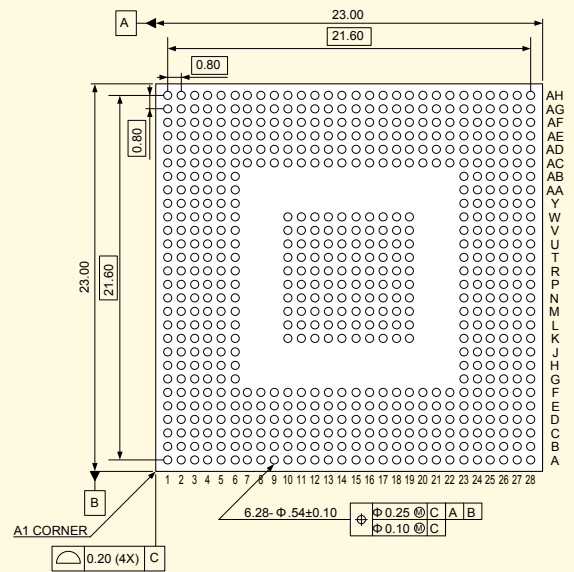 A
23.00
21.60
0.80
0.80
23.00
21.60
AH
AG
AF
AE
AD
AC
AB
AA
Y
W
V
U
T
R
P
N
M
L
K
J
H
G
F
E
D
C
B
A
1 2 3 4 5 6 7 8 9 10 11 12 13 14 15 16 17 18 19 20 21 22 23 24 25 26 27 28
B
A1 CORNER
6.28- Φ.54±0.10
⌖ Φ0.25 Ⓜ C A B
Φ0.10 Ⓜ C
0.20 (4X) C